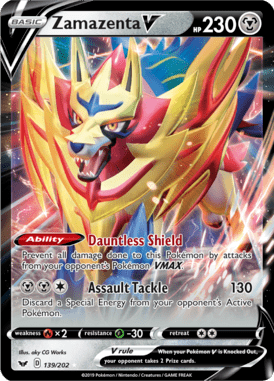 BASIC Zamazenta V HP 230
Ability Dauntless Shield
Prevent all damage done to this Pokémon by attacks
from your opponent's Pokémon VMAX.
Assault Tackle 130
Discard a Special Energy from your opponent's Active
Pokémon.
weakness ×2 resistance -30 retreat
Illus. aky CG Works
V rule When your Pokémon V is Knocked Out,
your opponent takes 2 Prize cards.
D 139/202
©2019 Pokémon / Nintendo / Creatures / GAME FREAK